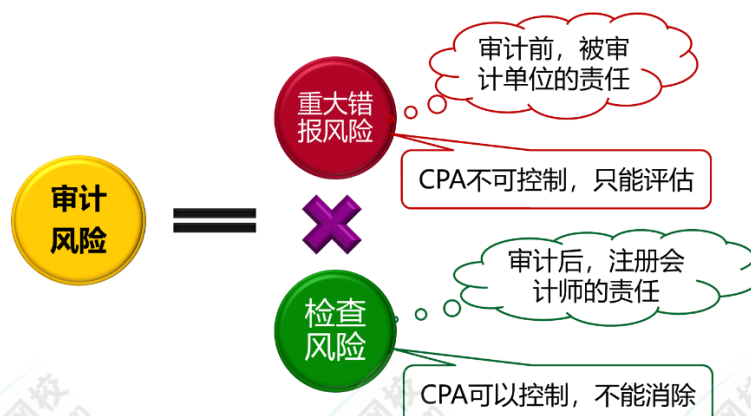 审计前，被审
计单位的责任
重大错
报风险
CPA不可控制，只能评估
审计
风险
审计后，注册会
计师的责任
检查
风险
CPA可以控制，不能消除